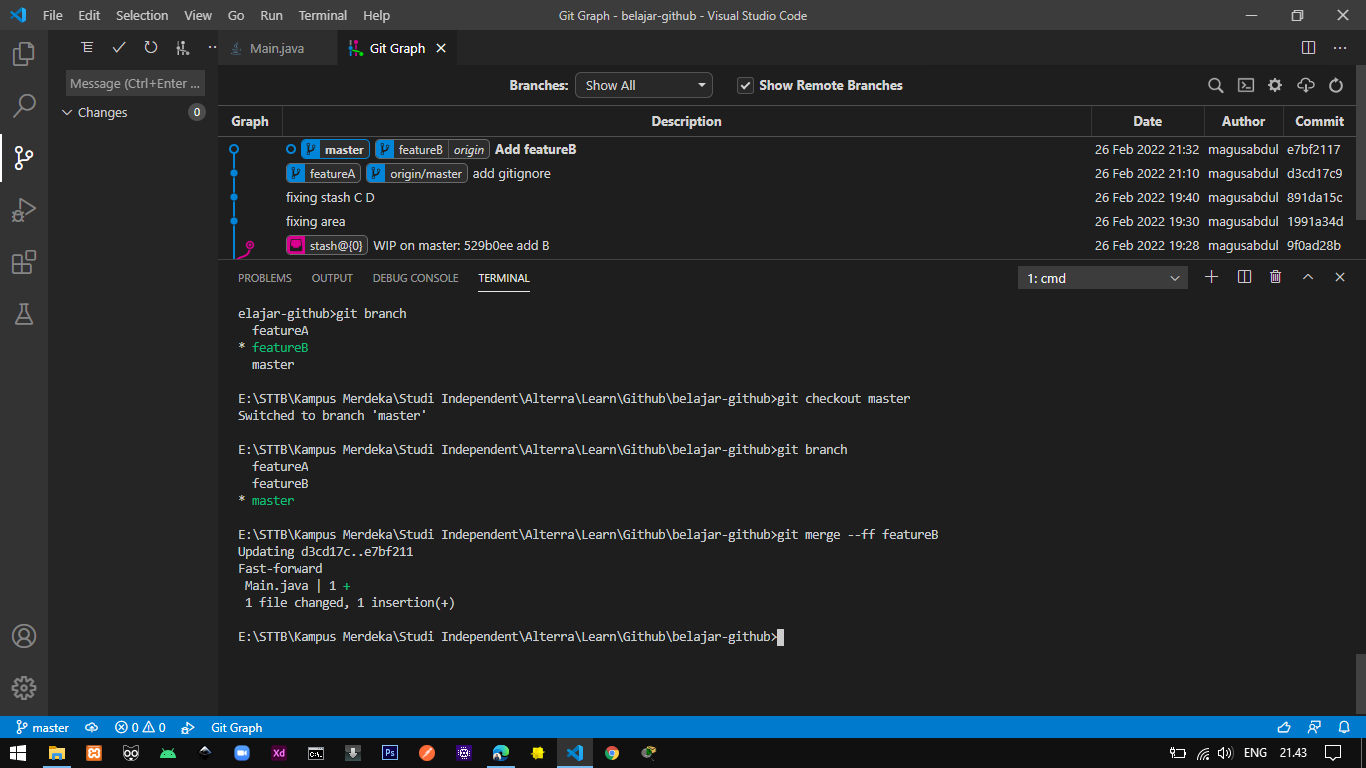 File Edit Selection View Go Run Terminal Help Git Graph - belajar-github - Visual Studio Code
Main.java Git Graph
Message (Ctrl+Enter ...
Changes 0
Branches: Show All Show Remote Branches
Graph Description Date Author Commit
master featureB origin Add featureB 26 Feb 2022 21:32 magusabdul e7bf2117
featureA origin/master add gitignore 26 Feb 2022 21:10 magusabdul d3cd17c9
fixing stash C D 26 Feb 2022 19:40 magusabdul 891da15c
fixing area 26 Feb 2022 19:30 magusabdul 1991a34d
stash@{0} WIP on master: 529b0ee add B 26 Feb 2022 19:28 magusabdul 9f0ad28b
PROBLEMS OUTPUT DEBUG CONSOLE TERMINAL 1: cmd
elajar-github>git branch
featureA
* featureB
master
E:\STTB\Kampus Merdeka\Studi Independent\Alterra\Learn\Github\belajar-github>git checkout master
Switched to branch 'master'
E:\STTB\Kampus Merdeka\Studi Independent\Alterra\Learn\Github\belajar-github>git branch
featureA
featureB
* master
E:\STTB\Kampus Merdeka\Studi Independent\Alterra\Learn\Github\belajar-github>git merge --ff featureB
Updating d3cd17c..e7bf211
Fast-forward
Main.java | 1 +
1 file changed, 1 insertion(+)
E:\STTB\Kampus Merdeka\Studi Independent\Alterra\Learn\Github\belajar-github>
master 0 0 Git Graph
Xd Ps ENG 21.43